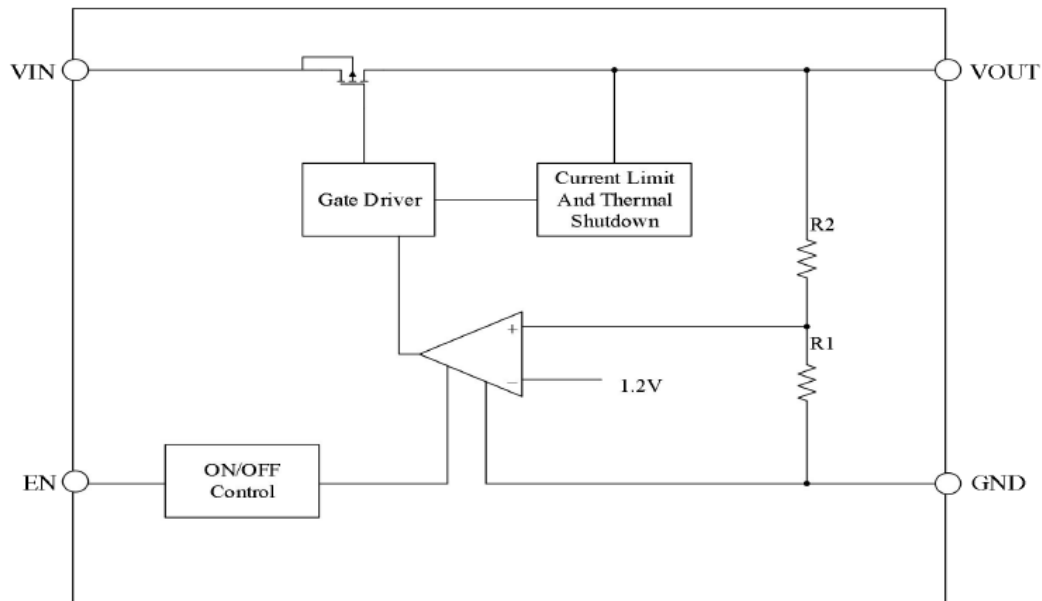 VIN
VOUT
Gate Driver
Current Limit
And Thermal
Shutdown
R2
+
R1
−
1.2V
EN
ON/OFF
Control
GND